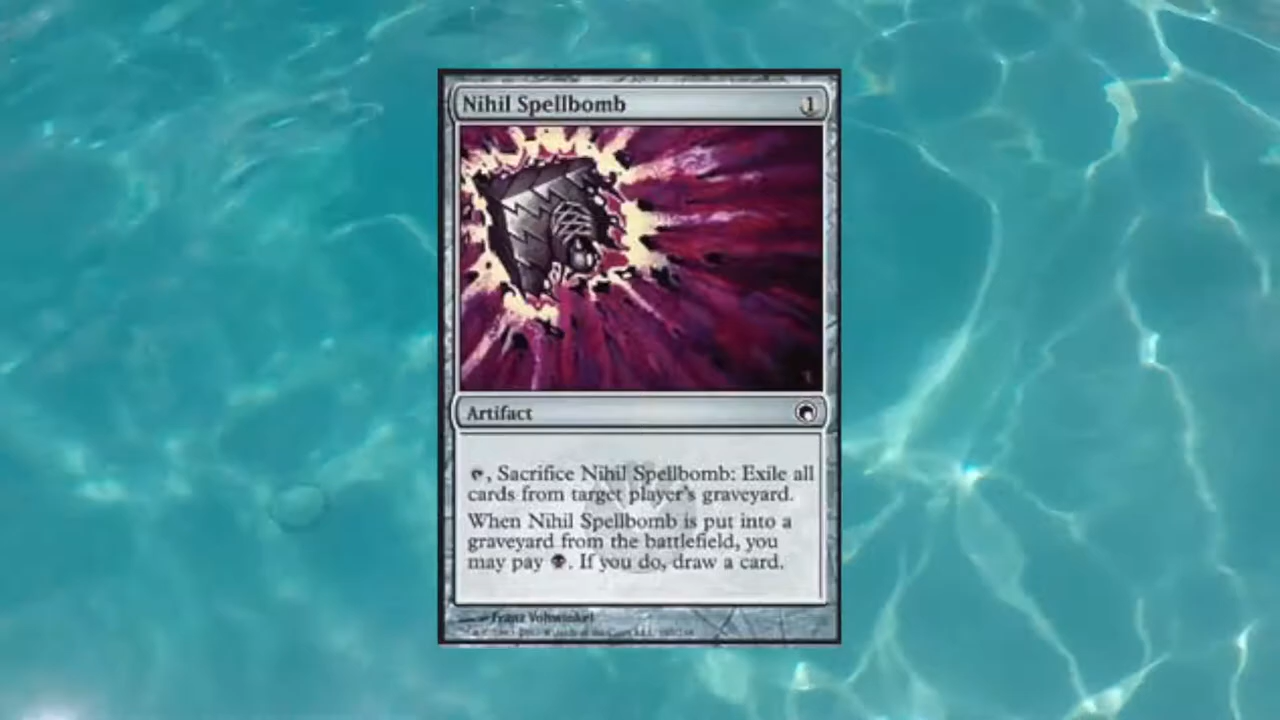 Nihil Spellbomb 1
Artifact
, Sacrifice Nihil Spellbomb: Exile all
cards from target player's graveyard.
When Nihil Spellbomb is put into a
graveyard from the battlefield, you
may pay . If you do, draw a card.
Franz Vohwinkel